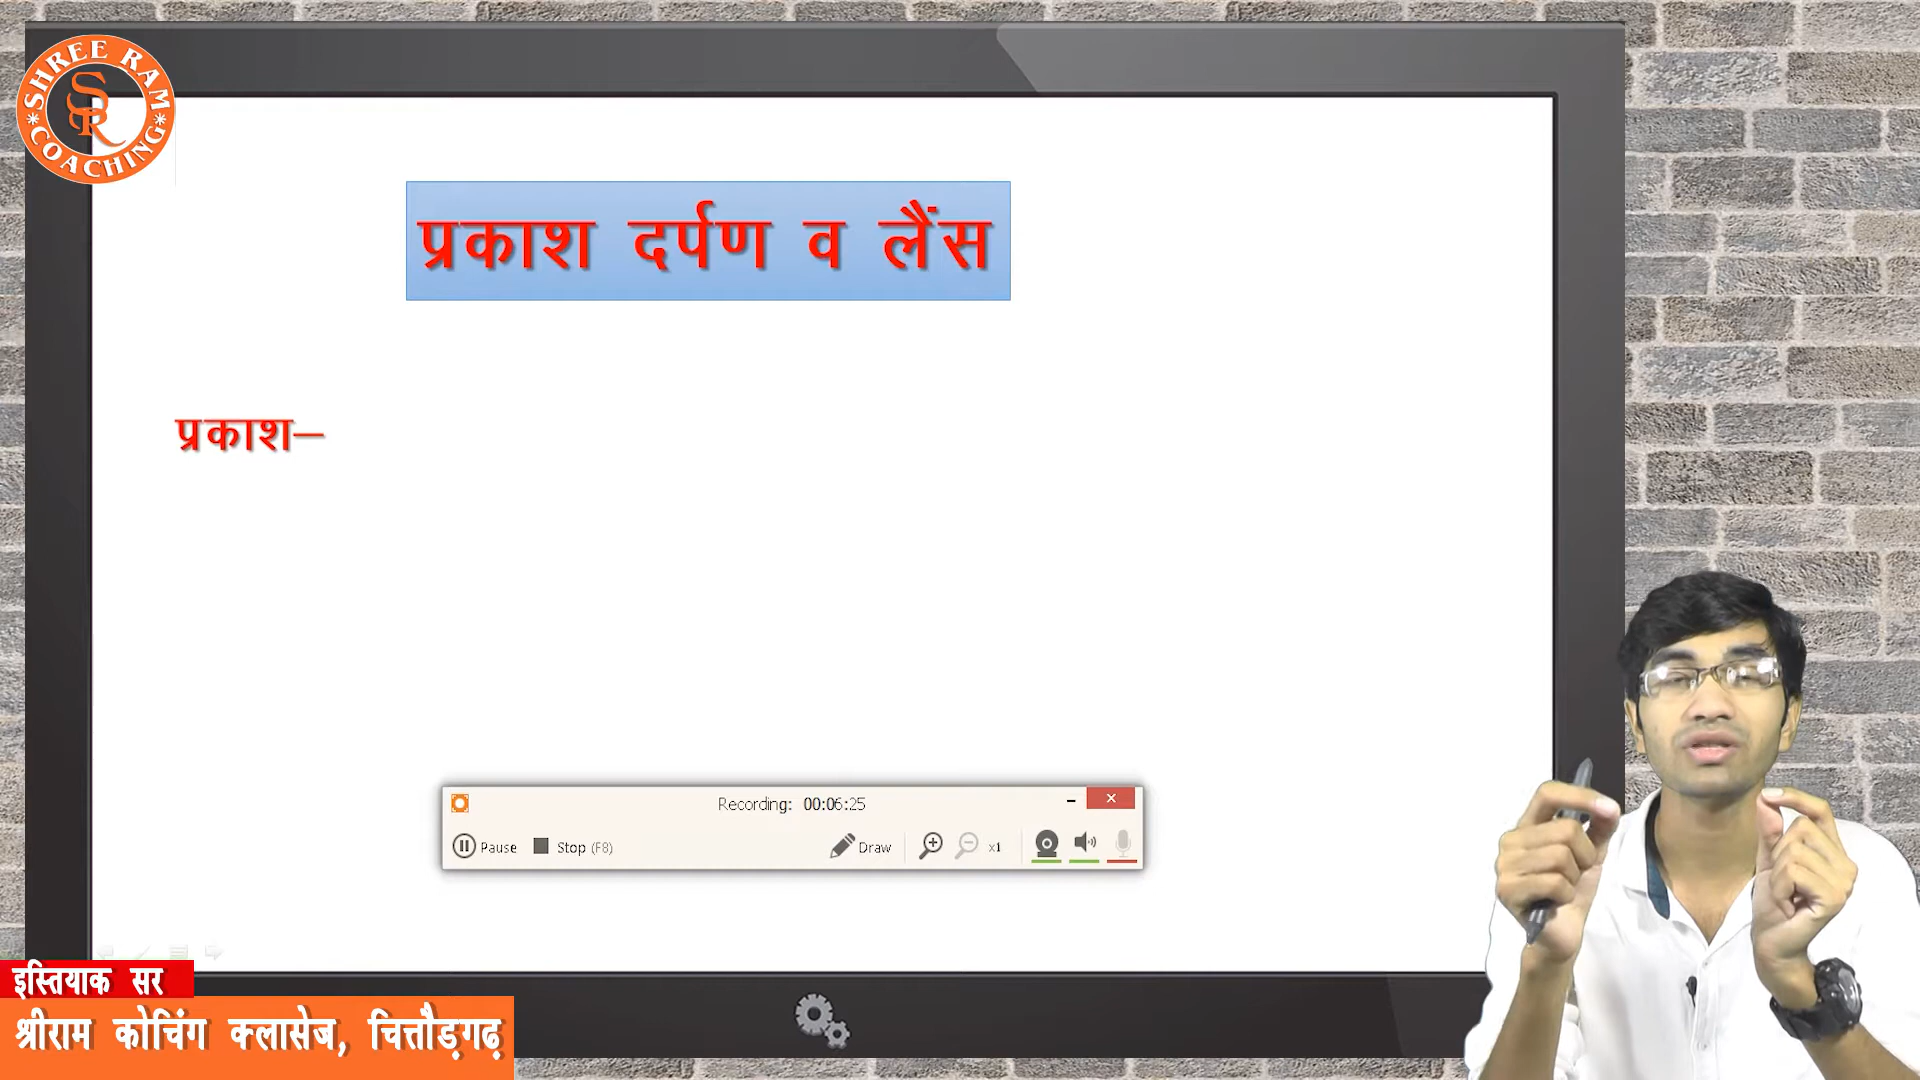 SHREE RAM
SR
COACHING
प्रकाश दर्पण व लैंस
प्रकाश–
Recording: 00:06:25
Pause
Stop (F8)
Draw
x1
इस्तियाक सर
श्रीराम कोचिंग क्लासेज, चित्तौड़गढ़